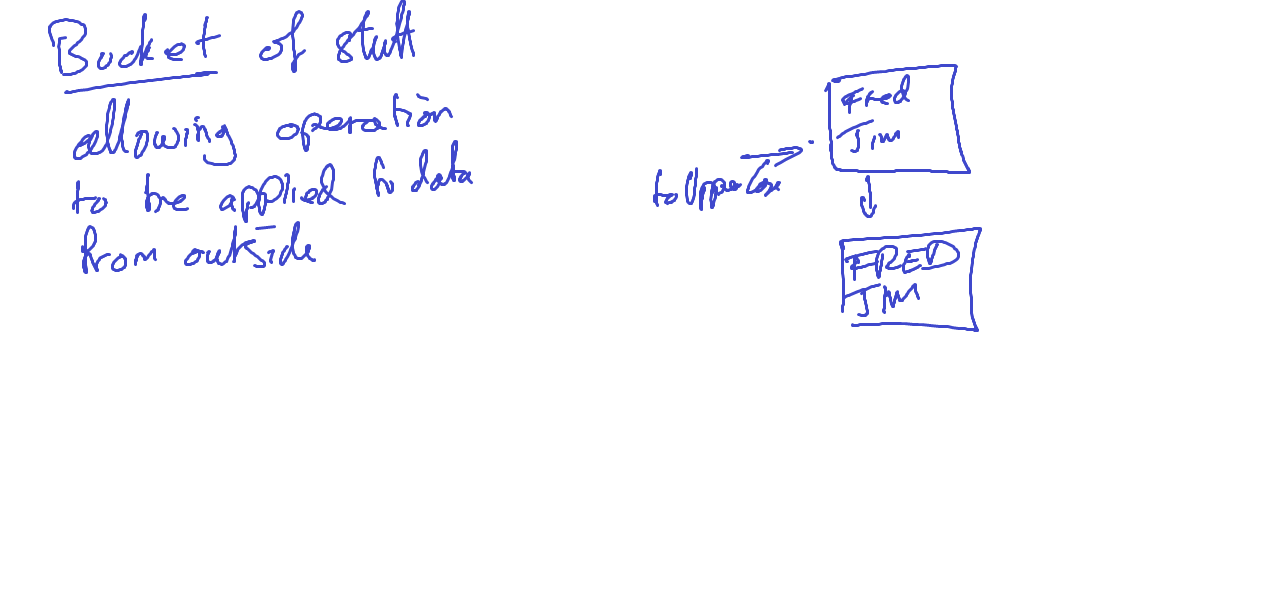 Bucket of stuff
allowing operation
to be applied to data
from outside
toUpperCase
Fred
Jim
FRED
JIM